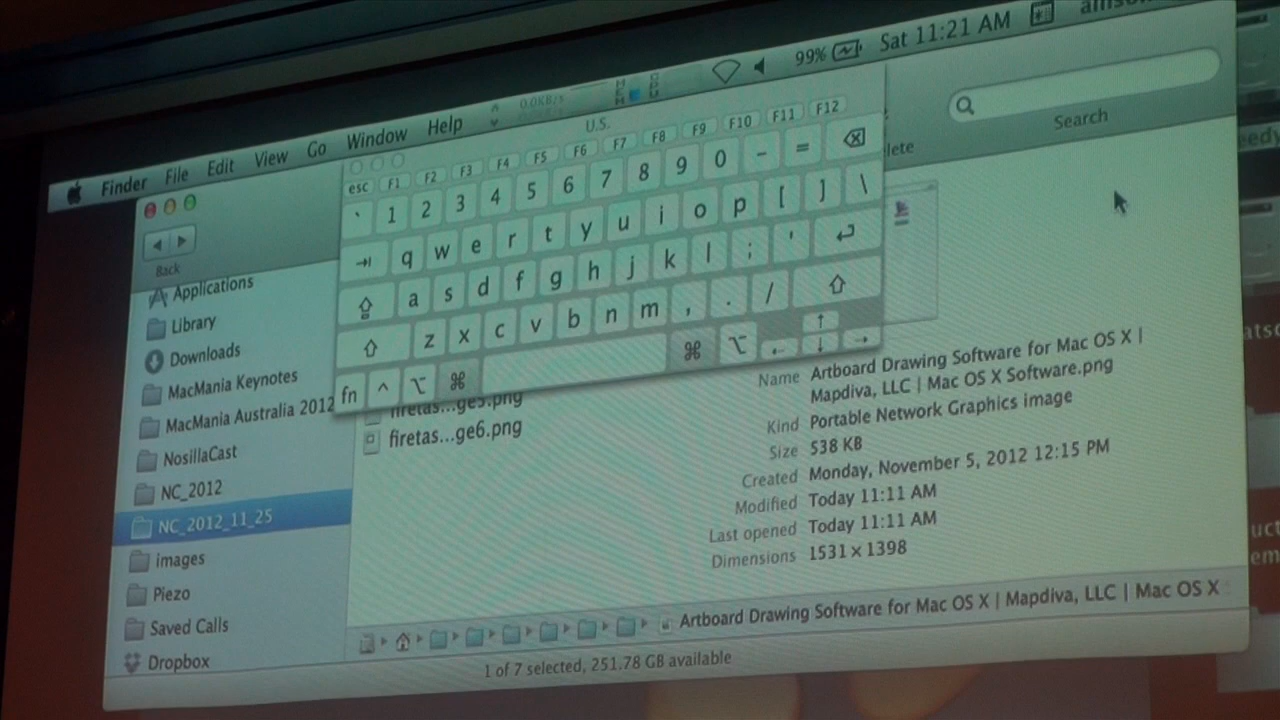 Finder File Edit View Go Window Help 99% Sat 11:21 AM
U.S.
esc F1 F2 F3 F4 F5 F6 F7 F8 F9 F10 F11 F12
` 1 2 3 4 5 6 7 8 9 0 - =
q w e r t y u i o p [ ] \
a s d f g h j k l ; '
z x c v b n m , . /
fn ^ ⌥ ⌘ ⌘ ⌥ ← ↑ ↓ →
Search
lete
Back
Applications
Library
Downloads
MacMania Keynotes
MacMania Australia 2012
NosillaCast
NC_2012
NC_2012_11_25
images
Piezo
Saved Calls
Dropbox
firetas...ge5.png
firetas...ge6.png
Name Artboard Drawing Software for Mac OS X |
Mapdiva, LLC | Mac OS X Software.png
Kind Portable Network Graphics image
Size 538 KB
Created Monday, November 5, 2012 12:15 PM
Modified Today 11:11 AM
Last opened Today 11:11 AM
Dimensions 1531 × 1398
Artboard Drawing Software for Mac OS X | Mapdiva, LLC | Mac OS X
1 of 7 selected, 251.78 GB available